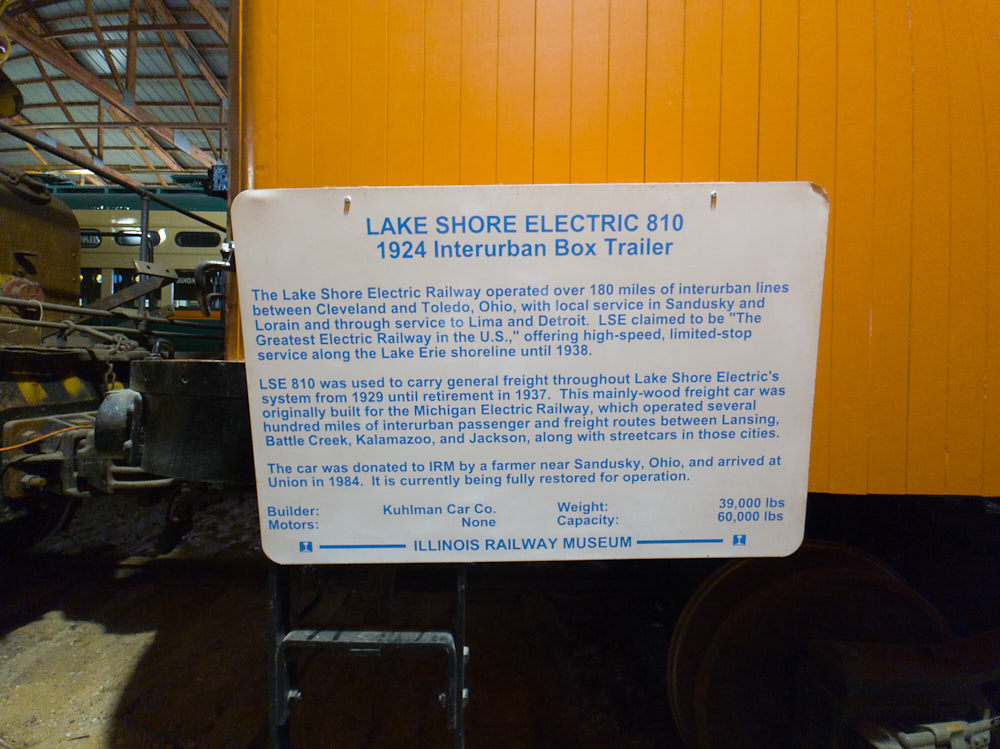 LAKE SHORE ELECTRIC 810
1924 Interurban Box Trailer
The Lake Shore Electric Railway operated over 180 miles of interurban lines
between Cleveland and Toledo, Ohio, with local service in Sandusky and
Lorain and through service to Lima and Detroit. LSE claimed to be "The
Greatest Electric Railway in the U.S.," offering high-speed, limited-stop
service along the Lake Erie shoreline until 1938.
LSE 810 was used to carry general freight throughout Lake Shore Electric's
system from 1929 until retirement in 1937. This mainly-wood freight car was
originally built for the Michigan Electric Railway, which operated several
hundred miles of interurban passenger and freight routes between Lansing,
Battle Creek, Kalamazoo, and Jackson, along with streetcars in those cities.
The car was donated to IRM by a farmer near Sandusky, Ohio, and arrived at
Union in 1984. It is currently being fully restored for operation.
Builder: Kuhlman Car Co. Weight: 39,000 lbs
Motors: None Capacity: 60,000 lbs
ILLINOIS RAILWAY MUSEUM